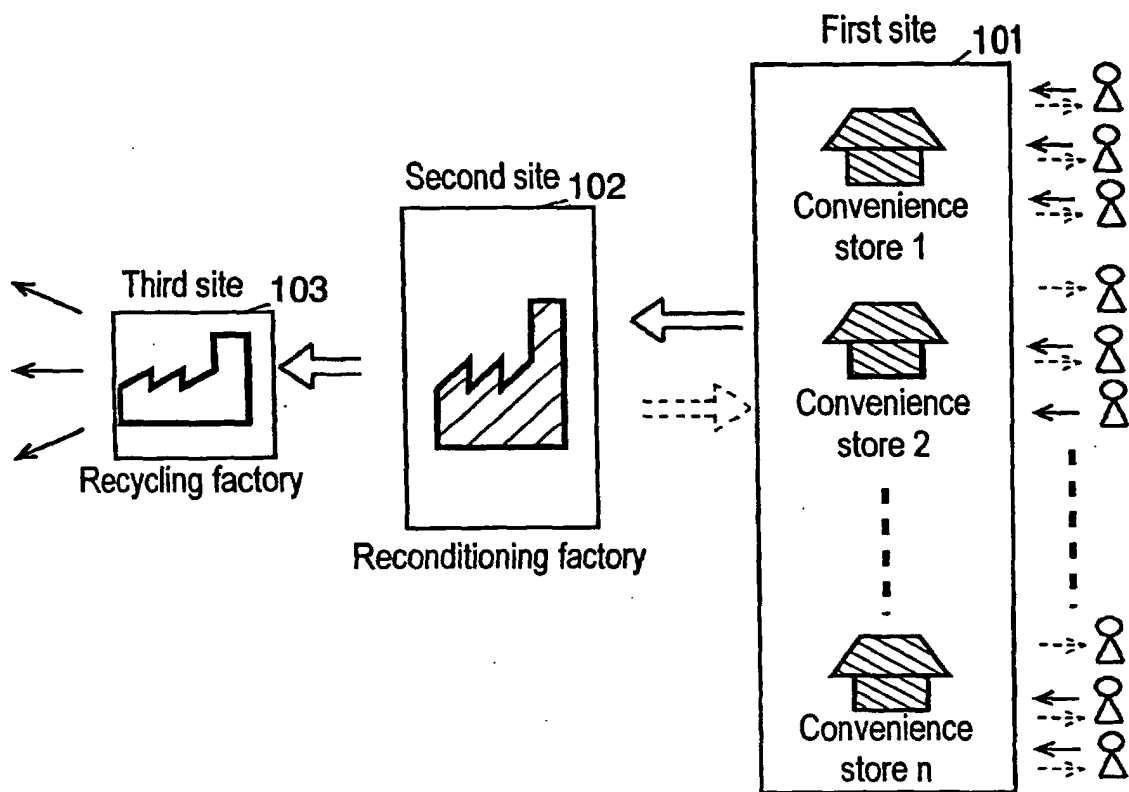 First site
101
Convenience
store 1
Second site 102
Convenience
store 2
Third site 103
Recycling factory
Reconditioning factory
Convenience
store n